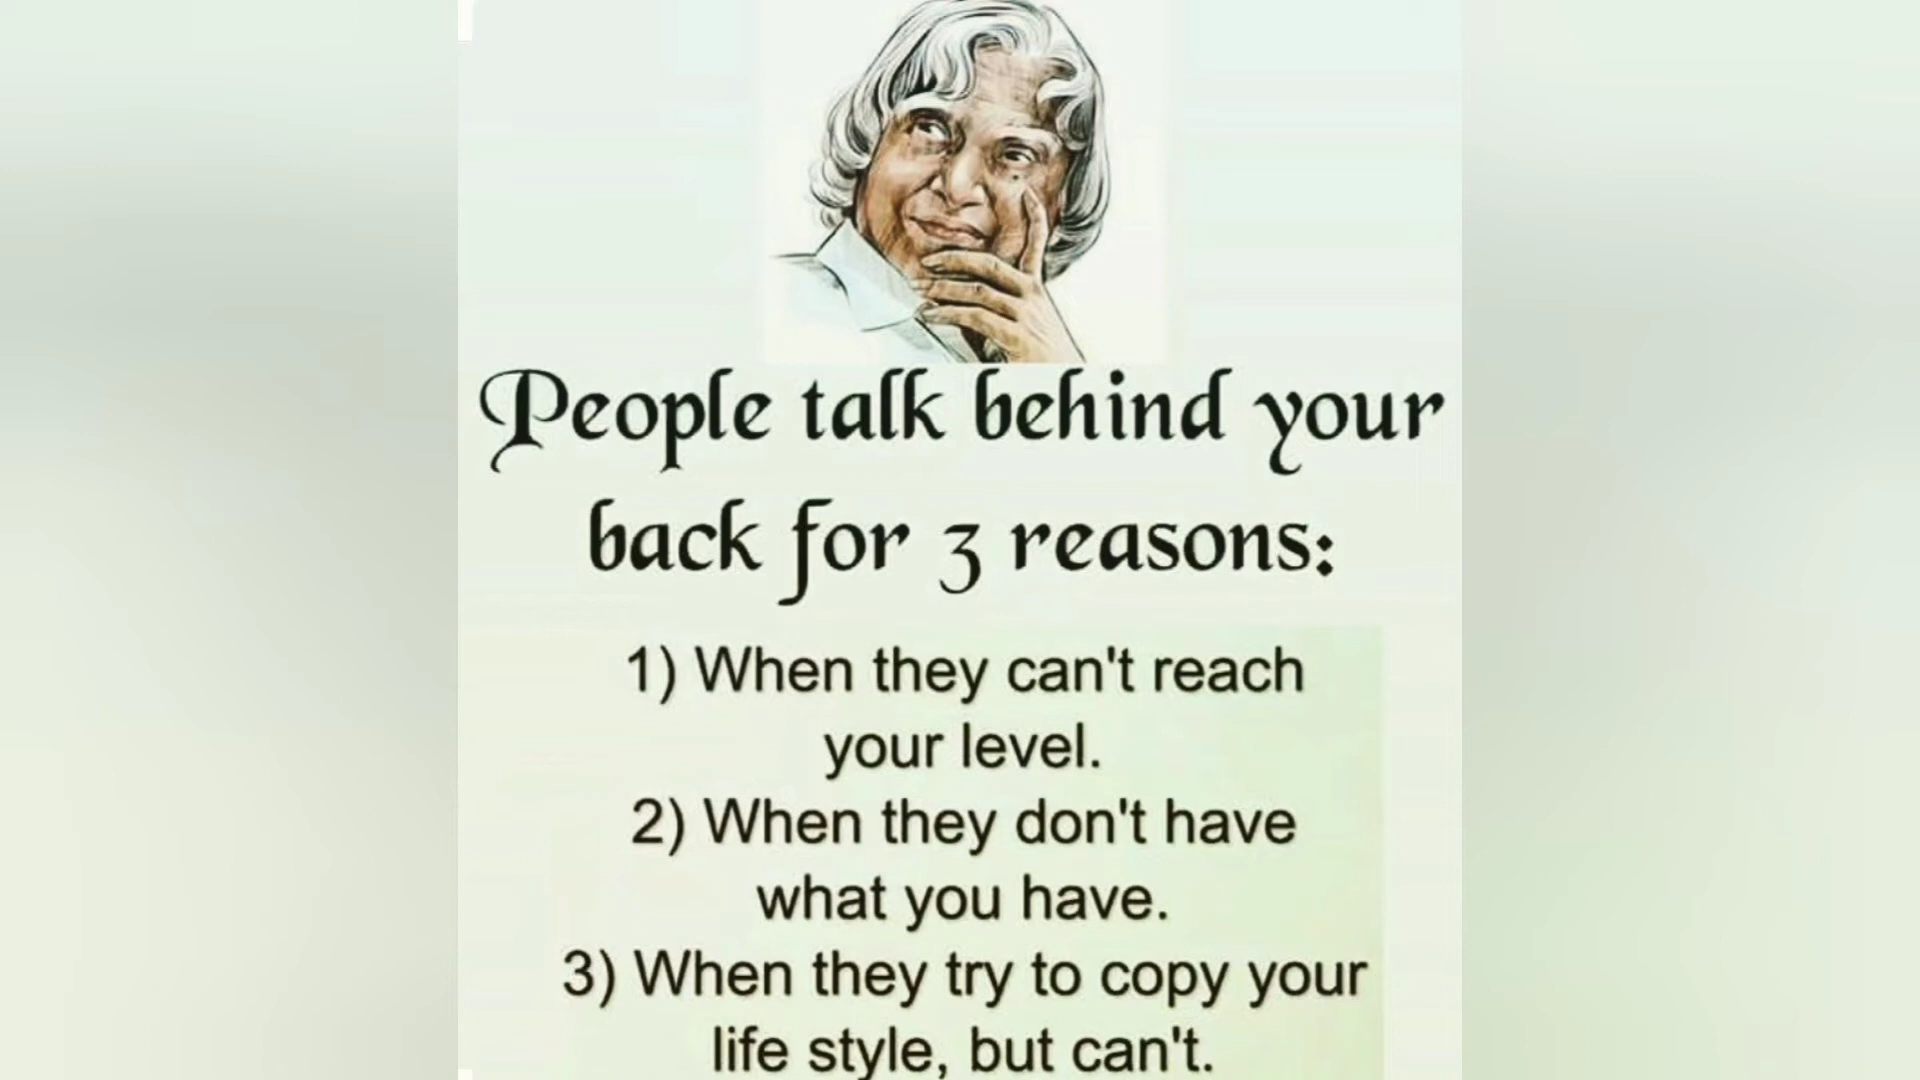 People talk behind your
back for 3 reasons:
1) When they can't reach
your level.
2) When they don't have
what you have.
3) When they try to copy your
life style, but can't.